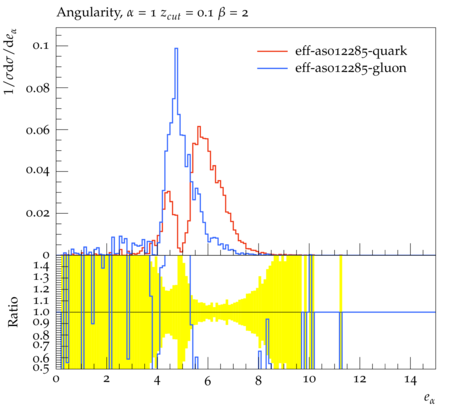 Angularity, α = 1 z_cut = 0.1 β = 2
1/σdσ/de_α
0.1
0.08
0.06
0.04
0.02
0
eff-as012285-quark
eff-as012285-gluon
Ratio
1.4
1.3
1.2
1.1
1.0
0.9
0.8
0.7
0.6
0.5
0 2 4 6 8 10 12 14
e_α